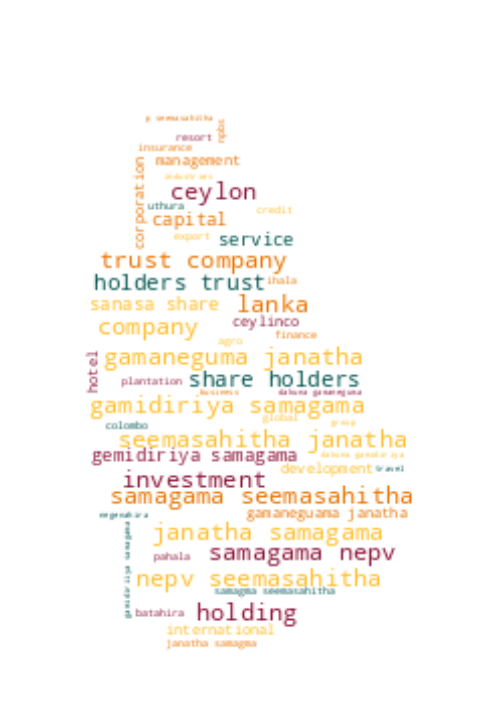 p seemasahitha
npbs
resort
insurance
management
corporation
industries
ceylon
uthura
credit
capital
export
service
trust company
holders trust
ihala
sanasa share
lanka
ceylinco
company
finance
agro
gamaneguma janatha
hotel
plantation
share holders
business
dakuna gamaneguma
gamidiriya samagama
global
group
colombo
seemasahitha janatha
gemidiriya samagama
dakuna gamidiriya
development
travel
investment
samagama seemasahitha
negenahira
gamaneguama janatha
janatha samagama
gamidiriya samagama
pahala
samagama nepv
nepv seemasahitha
samagma seemasahitha
batahira
holding
international
janatha samagma